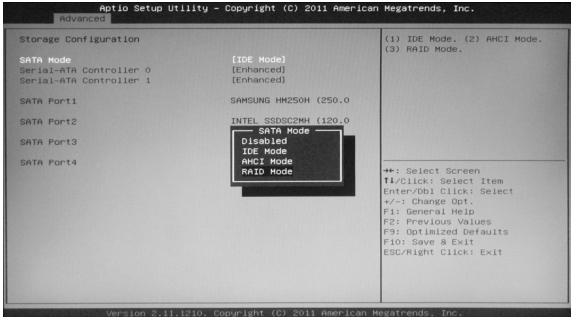 Aptio Setup Utility – Copyright (C) 2011 American Megatrends, Inc.
Advanced
Storage Configuration
SATA Mode [IDE Mode]
Serial-ATA Controller 0 [Enhanced]
Serial-ATA Controller 1 [Enhanced]
SATA Port1 SAMSUNG HM250H (250.0
SATA Port2 INTEL SSDSC2MH (120.0
SATA Port3
SATA Port4
SATA Mode
Disabled
IDE Mode
AHCI Mode
RAID Mode
(1) IDE Mode. (2) AHCI Mode.
(3) RAID Mode.
→←: Select Screen
↑↓/Click: Select Item
Enter/Dbl Click: Select
+/-: Change Opt.
F1: General Help
F2: Previous Values
F9: Optimized Defaults
F10: Save & Exit
ESC/Right Click: Exit
Version 2.11.1210. Copyright (C) 2011 American Megatrends, Inc.